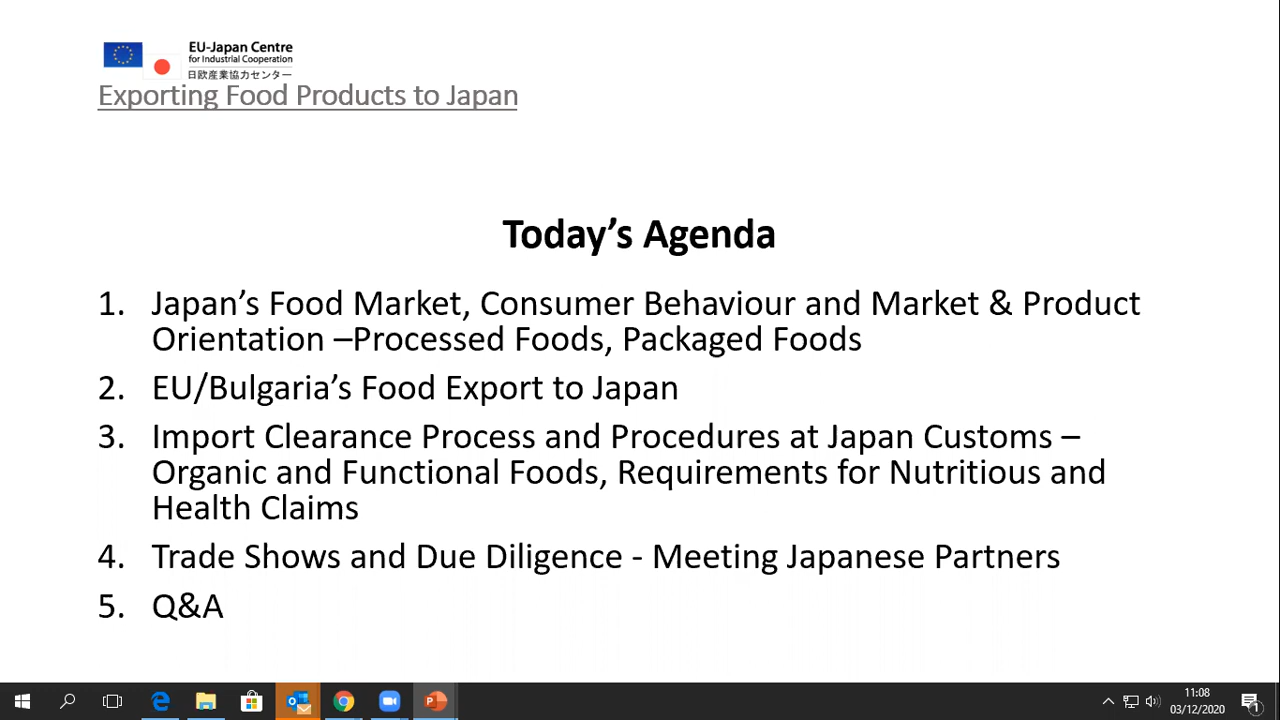 EU-Japan Centre
for Industrial Cooperation
日欧産業協力センター
Exporting Food Products to Japan
Today’s Agenda
1. Japan’s Food Market, Consumer Behaviour and Market & Product
Orientation –Processed Foods, Packaged Foods
2. EU/Bulgaria’s Food Export to Japan
3. Import Clearance Process and Procedures at Japan Customs –
Organic and Functional Foods, Requirements for Nutritious and
Health Claims
4. Trade Shows and Due Diligence - Meeting Japanese Partners
5. Q&A
11:08
03/12/2020
1